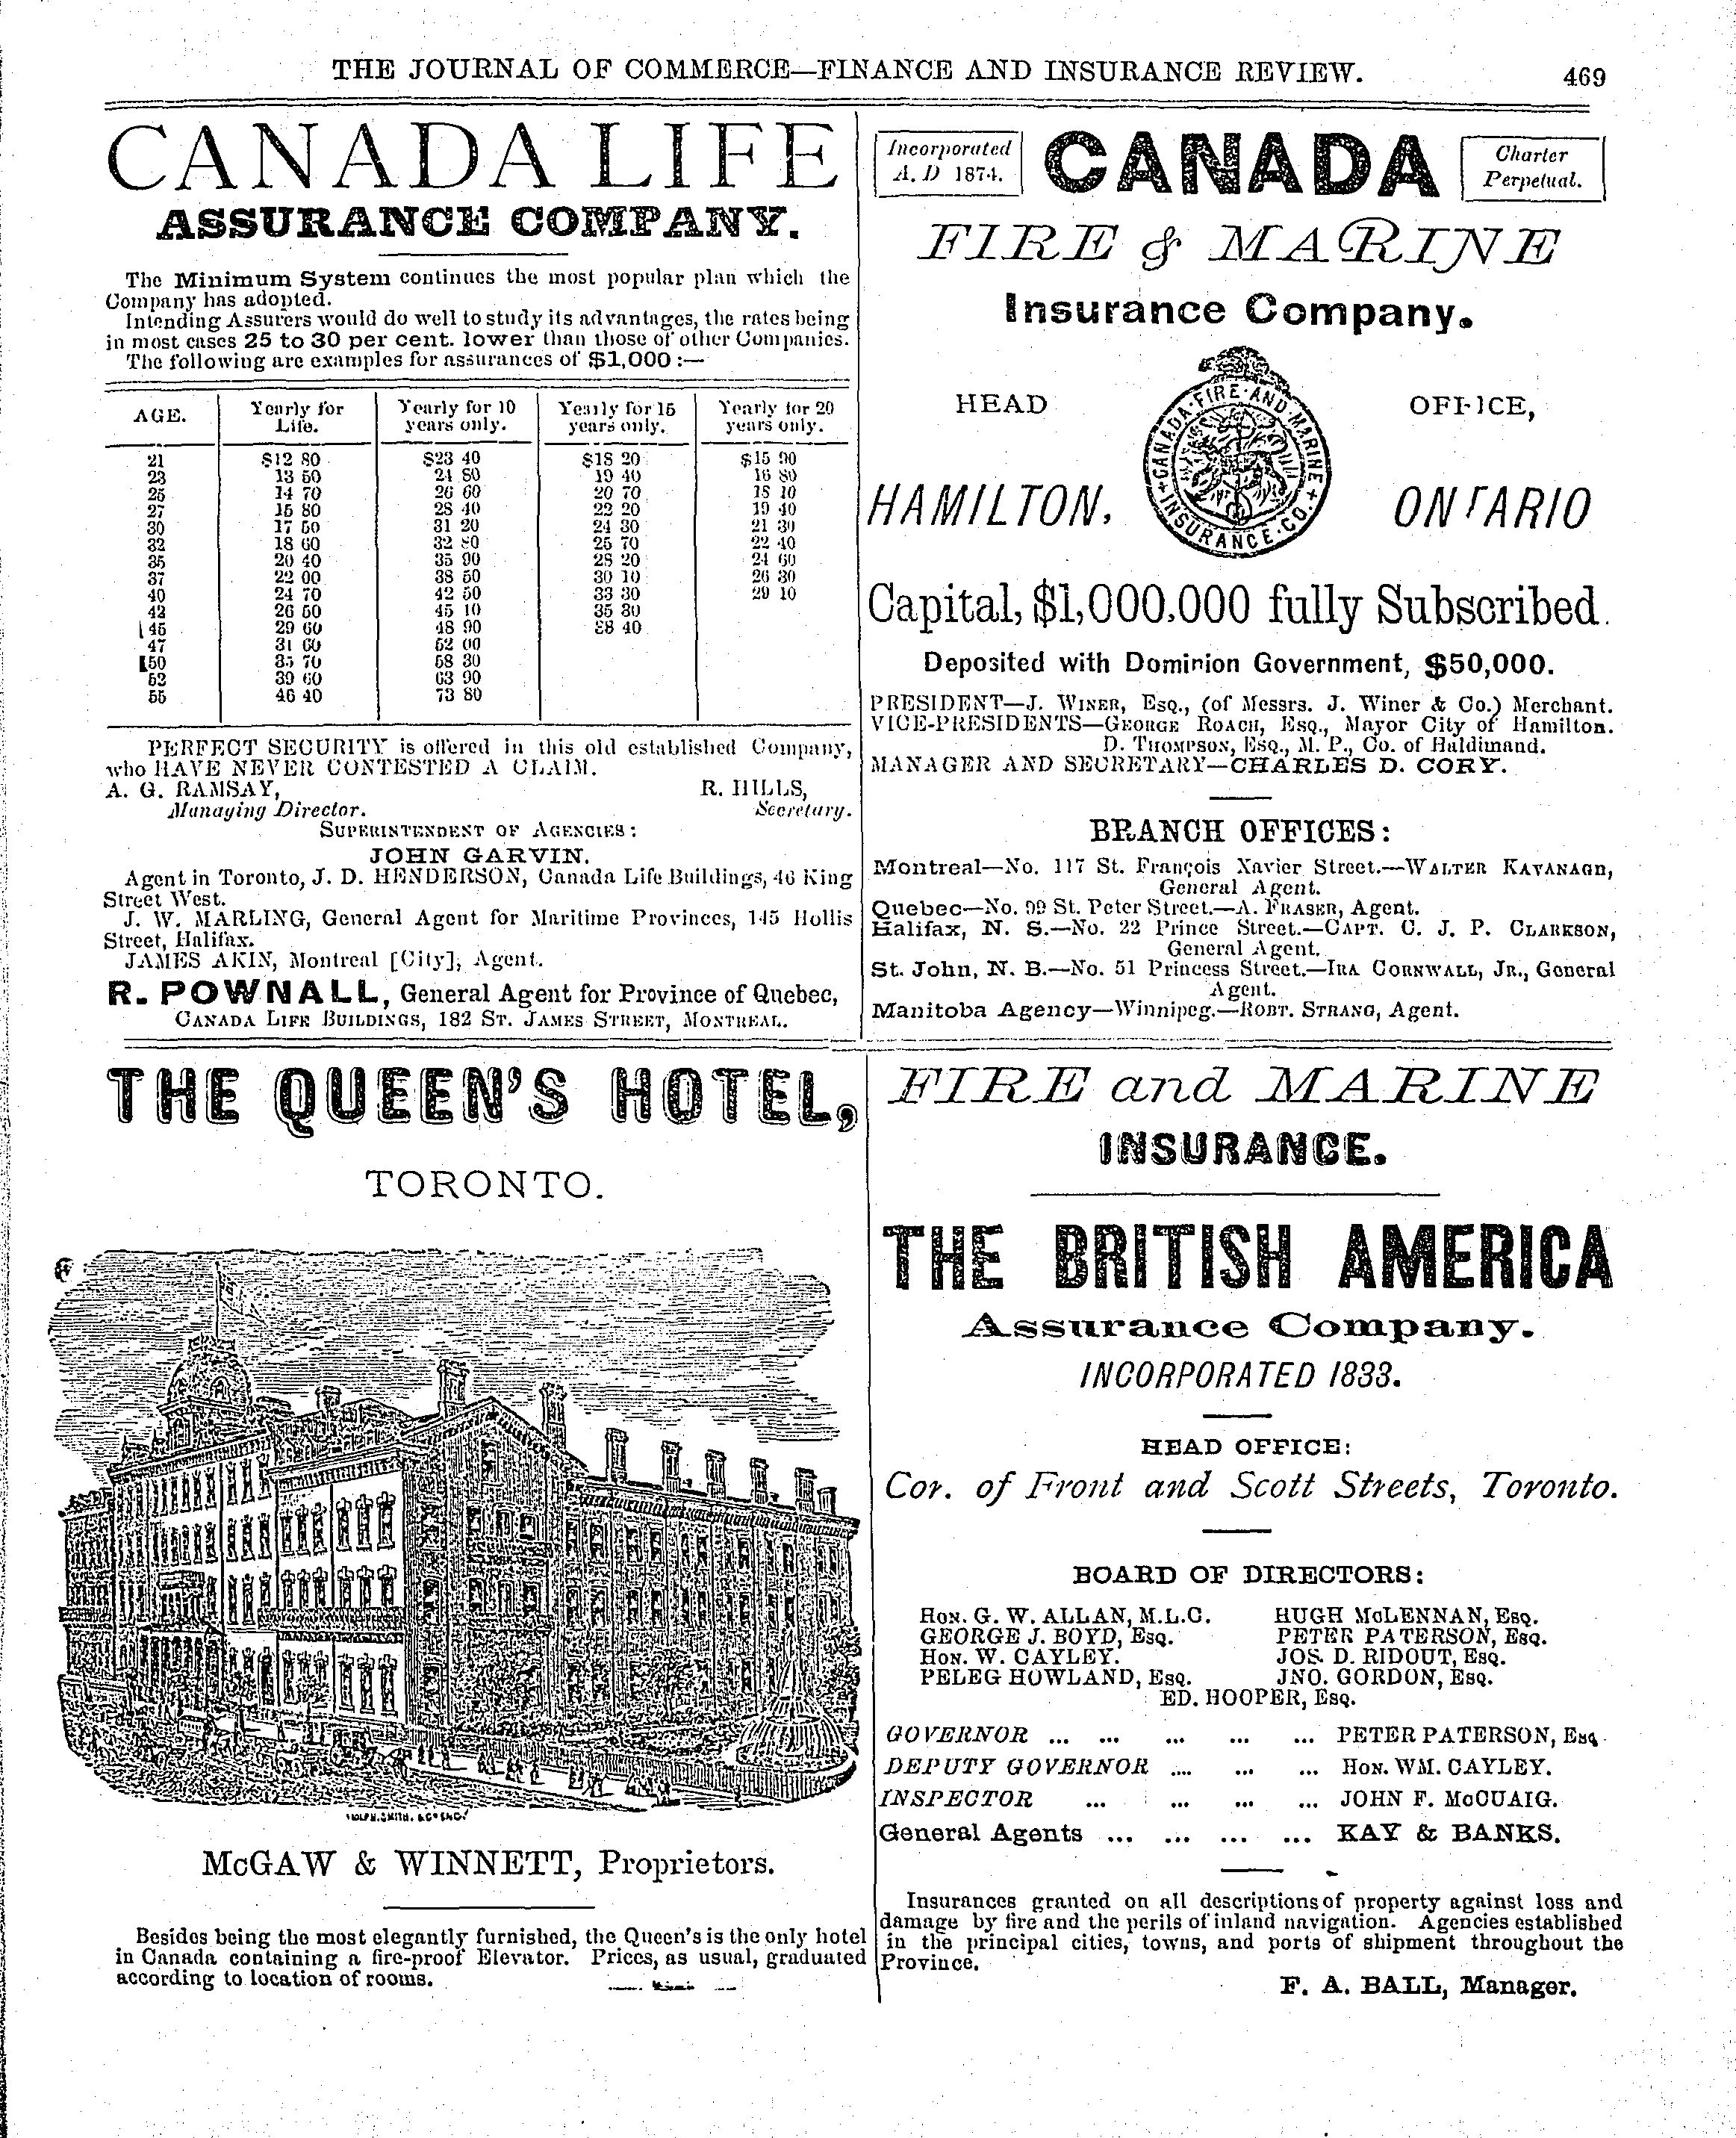 THE JOURNAL OF COMMERCE—FINANCE AND INSURANCE REVIEW. 469
CANADA LIFE
ASSURANCE COMPANY.
The Minimum System continues the most popular plan which the
Company has adopted.
Intending Assurers would do well to study its advantages, the rates being
in most cases 25 to 30 per cent. lower than those of other Companies.
The following are examples for assurances of $1,000 :—
AGE. Yearly for Life. Yearly for 10 years only. Yearly for 15 years only. Yearly for 20 years only.
21 $12 80 $23 40 $18 20 $15 90
23 13 50 24 80 19 40 16 80
25 14 70 26 60 20 70 18 10
27 15 80 28 40 22 20 19 40
30 17 50 31 20 24 30 21 30
32 18 60 32 80 25 70 22 40
35 20 40 35 90 28 20 24 60
37 22 00 38 50 30 10 26 30
40 24 70 42 50 33 30 29 10
42 26 50 45 10 35 30
45 29 60 48 90 38 40
47 31 60 52 00
50 35 70 58 30
52 39 60 63 90
55 46 40 73 80
PERFECT SECURITY is offered in this old established Company,
who HAVE NEVER CONTESTED A CLAIM.
A. G. RAMSAY, R. HILLS,
Managing Director. Secretary.
SUPERINTENDENT OF AGENCIES:
JOHN GARVIN.
Agent in Toronto, J. D. HENDERSON, Canada Life Buildings, 46 King
Street West.
J. W. MARLING, General Agent for Maritime Provinces, 145 Hollis
Street, Halifax.
JAMES AKIN, Montreal [City], Agent.
R. POWNALL, General Agent for Province of Quebec,
CANADA LIFE BUILDINGS, 182 ST. JAMES STREET, MONTREAL.
Incorporated
A. D 1874.
CANADA
Charter
Perpetual.
FIRE & MARINE
Insurance Company.
HEAD OFFICE,
CANADA·FIRE·AND·MARINE
INSURANCE·CO.
HAMILTON, ONTARIO
Capital, $1,000,000 fully Subscribed.
Deposited with Dominion Government, $50,000.
PRESIDENT—J. WINER, ESQ., (of Messrs. J. Winer & Co.) Merchant.
VICE-PRESIDENTS—GEORGE ROACH, ESQ., Mayor City of Hamilton.
D. THOMPSON, ESQ., M. P., Co. of Haldimand.
MANAGER AND SECRETARY—CHARLES D. CORY.
BRANCH OFFICES:
Montreal—No. 117 St. François Xavier Street.—WALTER KAVANAGH,
General Agent.
Quebec—No. 99 St. Peter Street.—A. FRASER, Agent.
Halifax, N. S.—No. 22 Prince Street.—CAPT. C. J. P. CLARKSON,
General Agent.
St. John, N. B.—No. 51 Princess Street.—IRA CORNWALL, JR., General
Agent.
Manitoba Agency—Winnipeg.—ROBT. STRANG, Agent.
THE QUEEN'S HOTEL,
TORONTO.
McGAW & WINNETT, Proprietors.
Besides being the most elegantly furnished, the Queen's is the only hotel
in Canada containing a fire-proof Elevator. Prices, as usual, graduated
according to location of rooms.
FIRE and MARINE
INSURANCE.
THE BRITISH AMERICA
Assurance Company.
INCORPORATED 1833.
HEAD OFFICE:
Cor. of Front and Scott Streets, Toronto.
BOARD OF DIRECTORS:
HON. G. W. ALLAN, M.L.C. HUGH McLENNAN, ESQ.
GEORGE J. BOYD, ESQ. PETER PATERSON, ESQ.
HON. W. CAYLEY. JOS. D. RIDOUT, ESQ.
PELEG HOWLAND, ESQ. JNO. GORDON, ESQ.
ED. HOOPER, ESQ.
GOVERNOR ... ... ... ... ... PETER PATERSON, ESQ.
DEPUTY GOVERNOR .... ... ... HON. WM. CAYLEY.
INSPECTOR ... ... ... ... JOHN F. McCUAIG.
General Agents ... ... ... ... KAY & BANKS.
Insurances granted on all descriptions of property against loss and
damage by fire and the perils of inland navigation. Agencies established
in the principal cities, towns, and ports of shipment throughout the
Province.
F. A. BALL, Manager.